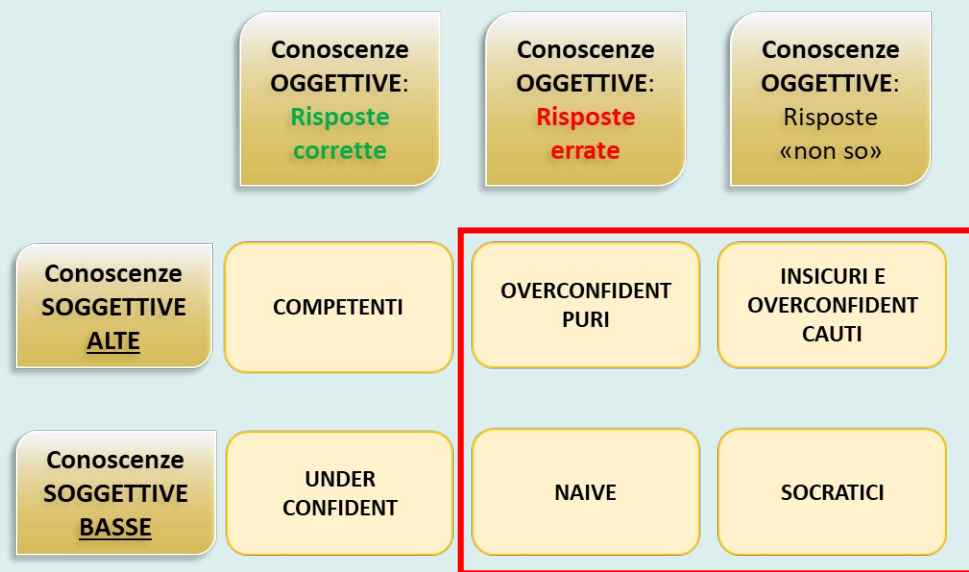 Conoscenze
OGGETTIVE:
Risposte
corrette
Conoscenze
OGGETTIVE:
Risposte
errate
Conoscenze
OGGETTIVE:
Risposte
«non so»
Conoscenze
SOGGETTIVE
ALTE
COMPETENTI
OVERCONFIDENT
PURI
INSICURI E
OVERCONFIDENT
CAUTI
Conoscenze
SOGGETTIVE
BASSE
UNDER
CONFIDENT
NAIVE
SOCRATICI